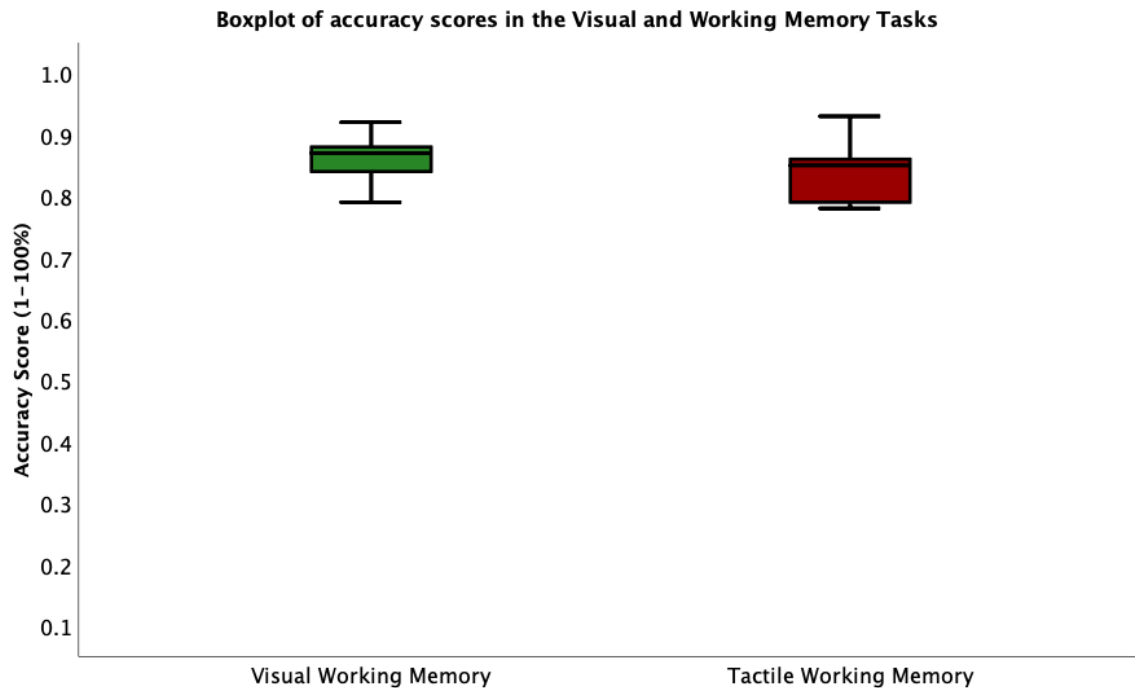 Boxplot of accuracy scores in the Visual and Working Memory Tasks
Accuracy Score (1-100%)
1.0
0.9
0.8
0.7
0.6
0.5
0.4
0.3
0.2
0.1
Visual Working Memory
Tactile Working Memory